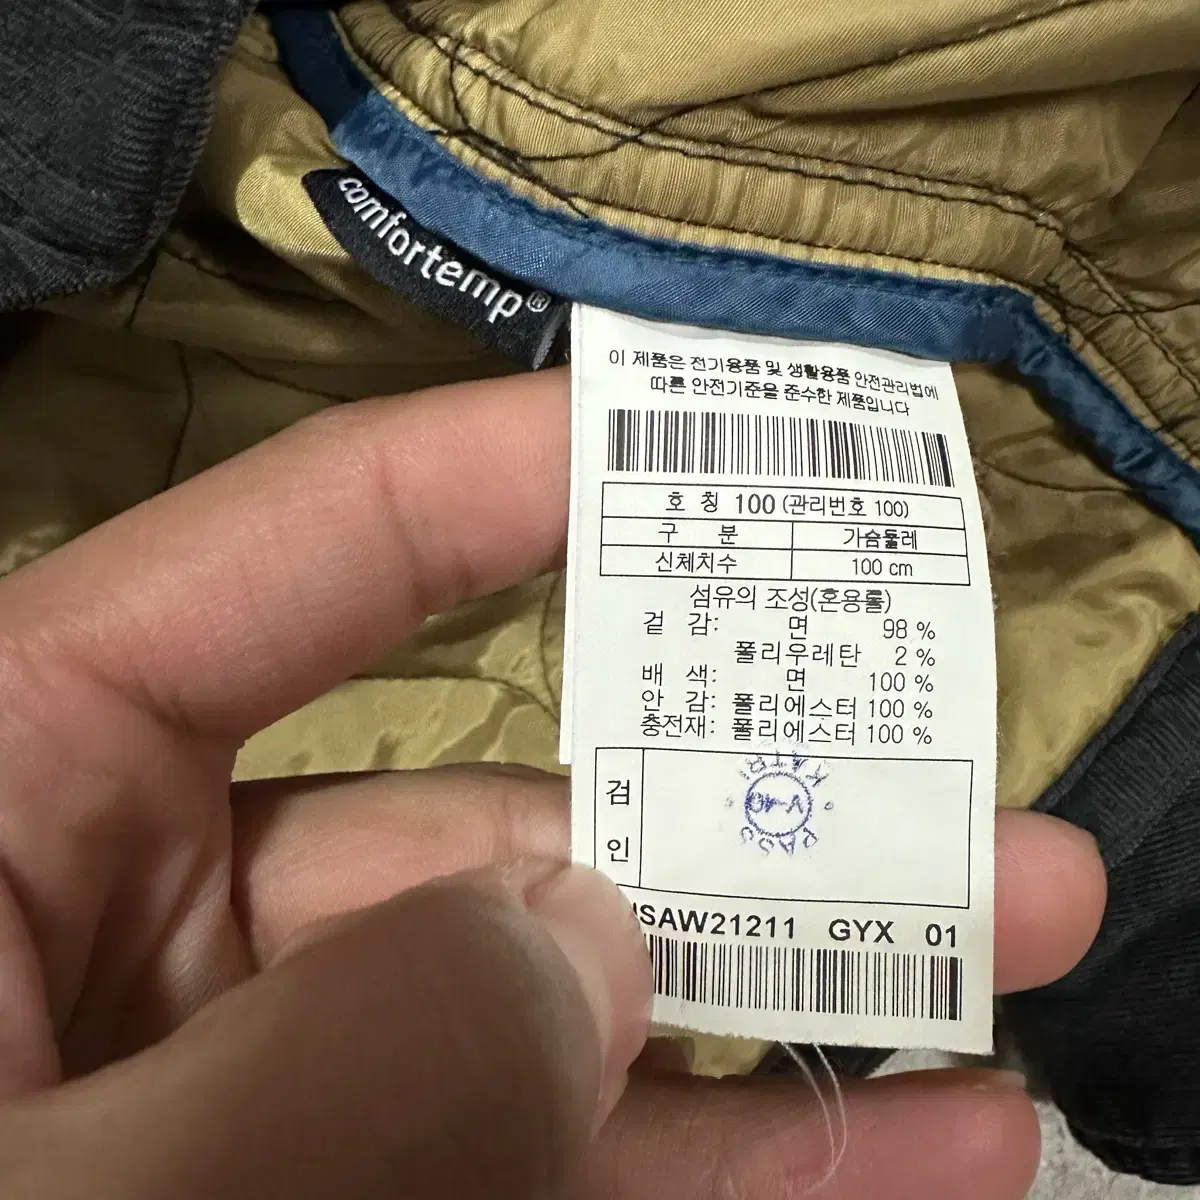 comfortemp®
이 제품은 전기용품 및 생활용품 안전관리법에
따른 안전기준을 준수한 제품입니다
호 칭 100 (관리번호 100)
구 분 가슴둘레
신체치수 100 cm
섬유의 조성(혼용률)
겉 감: 면 98 %
폴리우레탄 2 %
배 색: 면 100 %
안 감: 폴리에스터 100 %
충전재: 폴리에스터 100 %
검
인
V-40
PASS
SAW21211 GYX 01